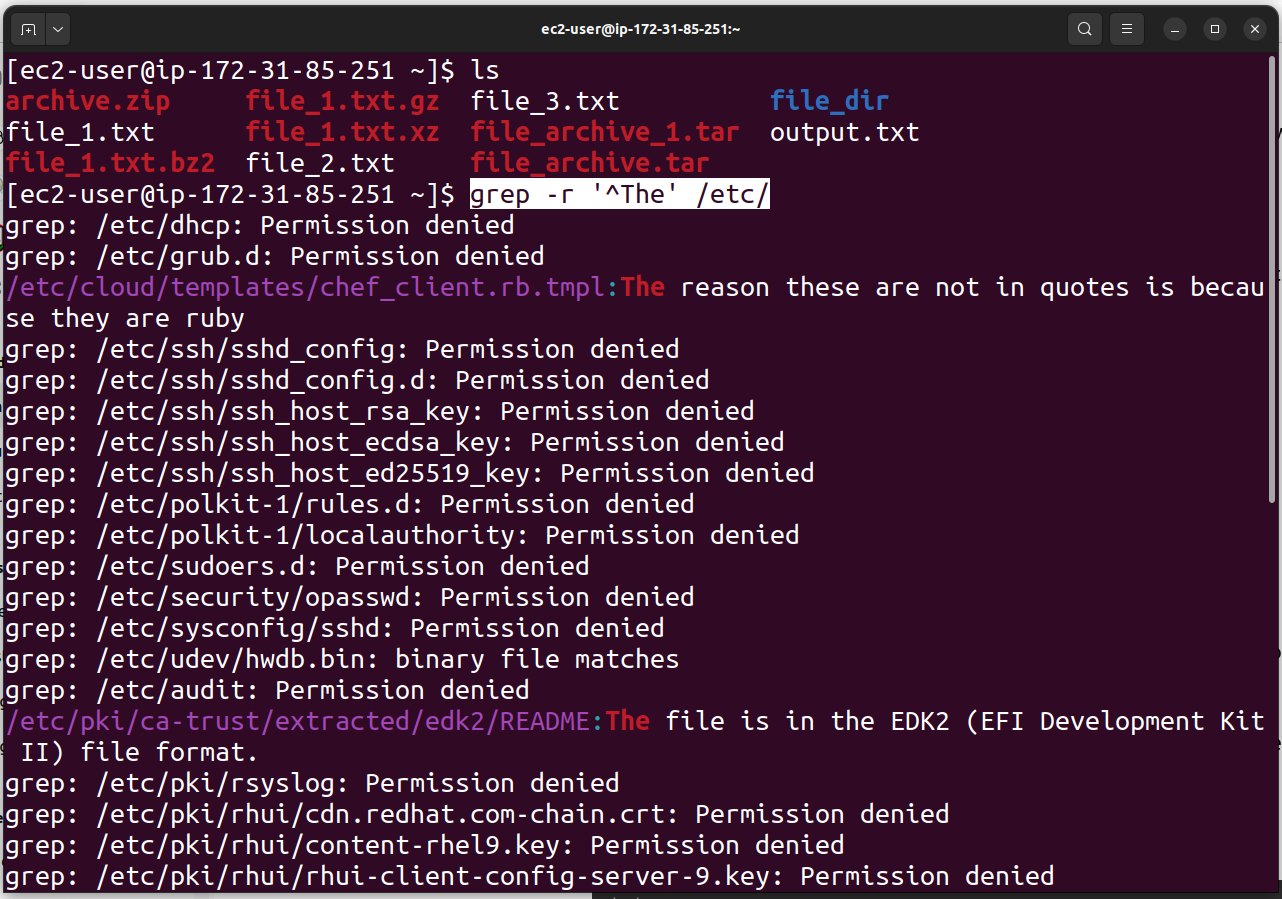 ec2-user@ip-172-31-85-251:~
[ec2-user@ip-172-31-85-251 ~]$ ls
archive.zip file_1.txt.gz file_3.txt file_dir
file_1.txt file_1.txt.xz file_archive_1.tar output.txt
file_1.txt.bz2 file_2.txt file_archive.tar
[ec2-user@ip-172-31-85-251 ~]$ grep -r '^The' /etc/
grep: /etc/dhcp: Permission denied
grep: /etc/grub.d: Permission denied
/etc/cloud/templates/chef_client.rb.tmpl:The reason these are not in quotes is becau
se they are ruby
grep: /etc/ssh/sshd_config: Permission denied
grep: /etc/ssh/sshd_config.d: Permission denied
grep: /etc/ssh/ssh_host_rsa_key: Permission denied
grep: /etc/ssh/ssh_host_ecdsa_key: Permission denied
grep: /etc/ssh/ssh_host_ed25519_key: Permission denied
grep: /etc/polkit-1/rules.d: Permission denied
grep: /etc/polkit-1/localauthority: Permission denied
grep: /etc/sudoers.d: Permission denied
grep: /etc/security/opasswd: Permission denied
grep: /etc/sysconfig/sshd: Permission denied
grep: /etc/udev/hwdb.bin: binary file matches
grep: /etc/audit: Permission denied
/etc/pki/ca-trust/extracted/edk2/README:The file is in the EDK2 (EFI Development Kit
II) file format.
grep: /etc/pki/rsyslog: Permission denied
grep: /etc/pki/rhui/cdn.redhat.com-chain.crt: Permission denied
grep: /etc/pki/rhui/content-rhel9.key: Permission denied
grep: /etc/pki/rhui/rhui-client-config-server-9.key: Permission denied